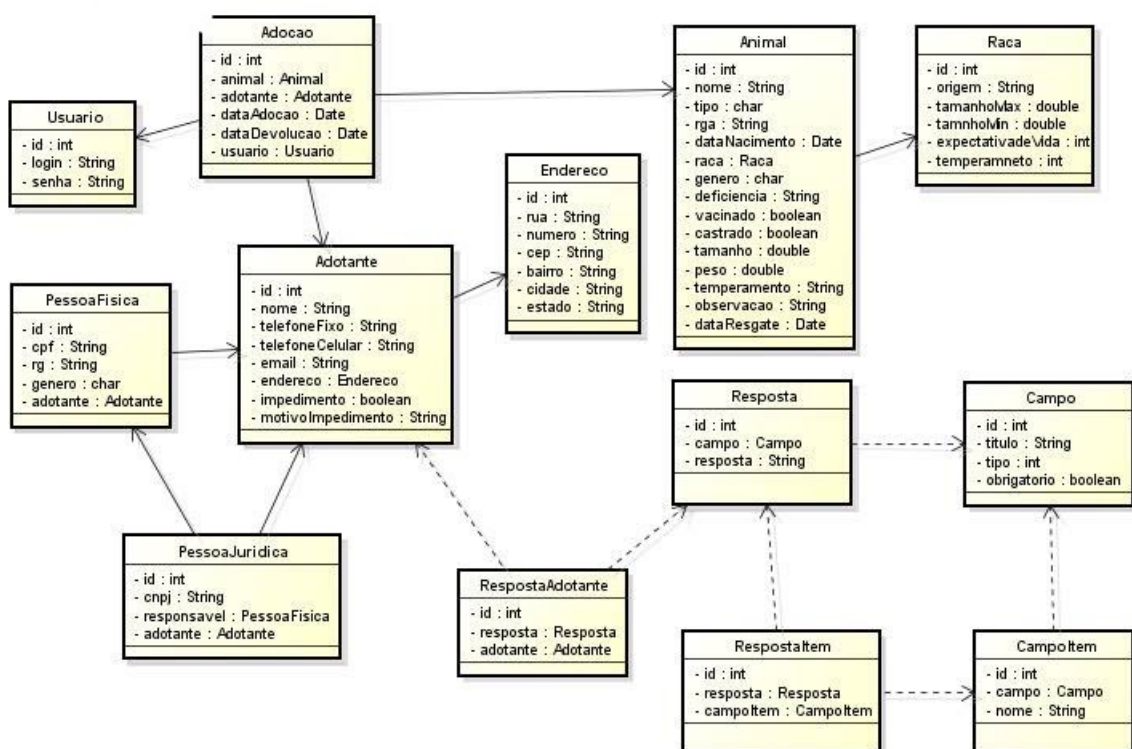 Adocao
- id : int
- animal : Animal
- adotante : Adotante
- dataAdocao : Date
- dataDevolucao : Date
- usuario : Usuario
Animal
- id : int
- nome : String
- tipo : char
- rga : String
- dataNacimento : Date
- raca : Raca
- genero : char
- deficiencia : String
- vacinado : boolean
- castrado : boolean
- tamanho : double
- peso : double
- temperamento : String
- observacao : String
- dataResgate : Date
Raca
- id : int
- origem : String
- tamanhoMax : double
- tamnhoMin : double
- expectativadeVida : int
- temperamneto : int
Usuario
- id : int
- login : String
- senha : String
Endereco
- id : int
- rua : String
- numero : String
- cep : String
- bairro : String
- cidade : String
- estado : String
Adotante
- id : int
- nome : String
- telefoneFixo : String
- telefoneCelular : String
- email : String
- endereco : Endereco
- impedimento : boolean
- motivoImpedimento : String
PessoaFisica
- id : int
- cpf : String
- rg : String
- genero : char
- adotante : Adotante
Resposta
- id : int
- campo : Campo
- resposta : String
Campo
- id : int
- titulo : String
- tipo : int
- obrigatorio : boolean
PessoaJuridica
- id : int
- cnpj : String
- responsavel : PessoaFisica
- adotante : Adotante
RespostaAdotante
- id : int
- resposta : Resposta
- adotante : Adotante
RespostaItem
- id : int
- resposta : Resposta
- campoItem : CampoItem
CampoItem
- id : int
- campo : Campo
- nome : String